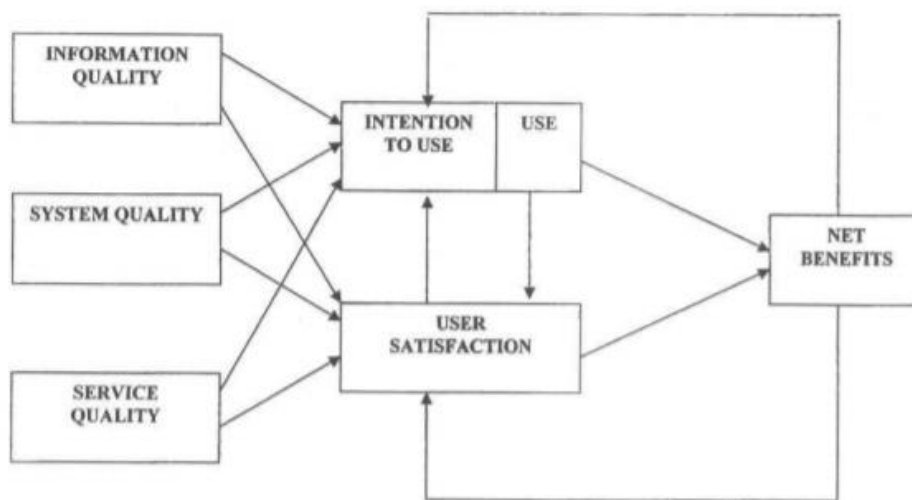 INFORMATION
QUALITY
INTENTION
TO USE
USE
SYSTEM QUALITY
NET
BENEFITS
USER
SATISFACTION
SERVICE
QUALITY